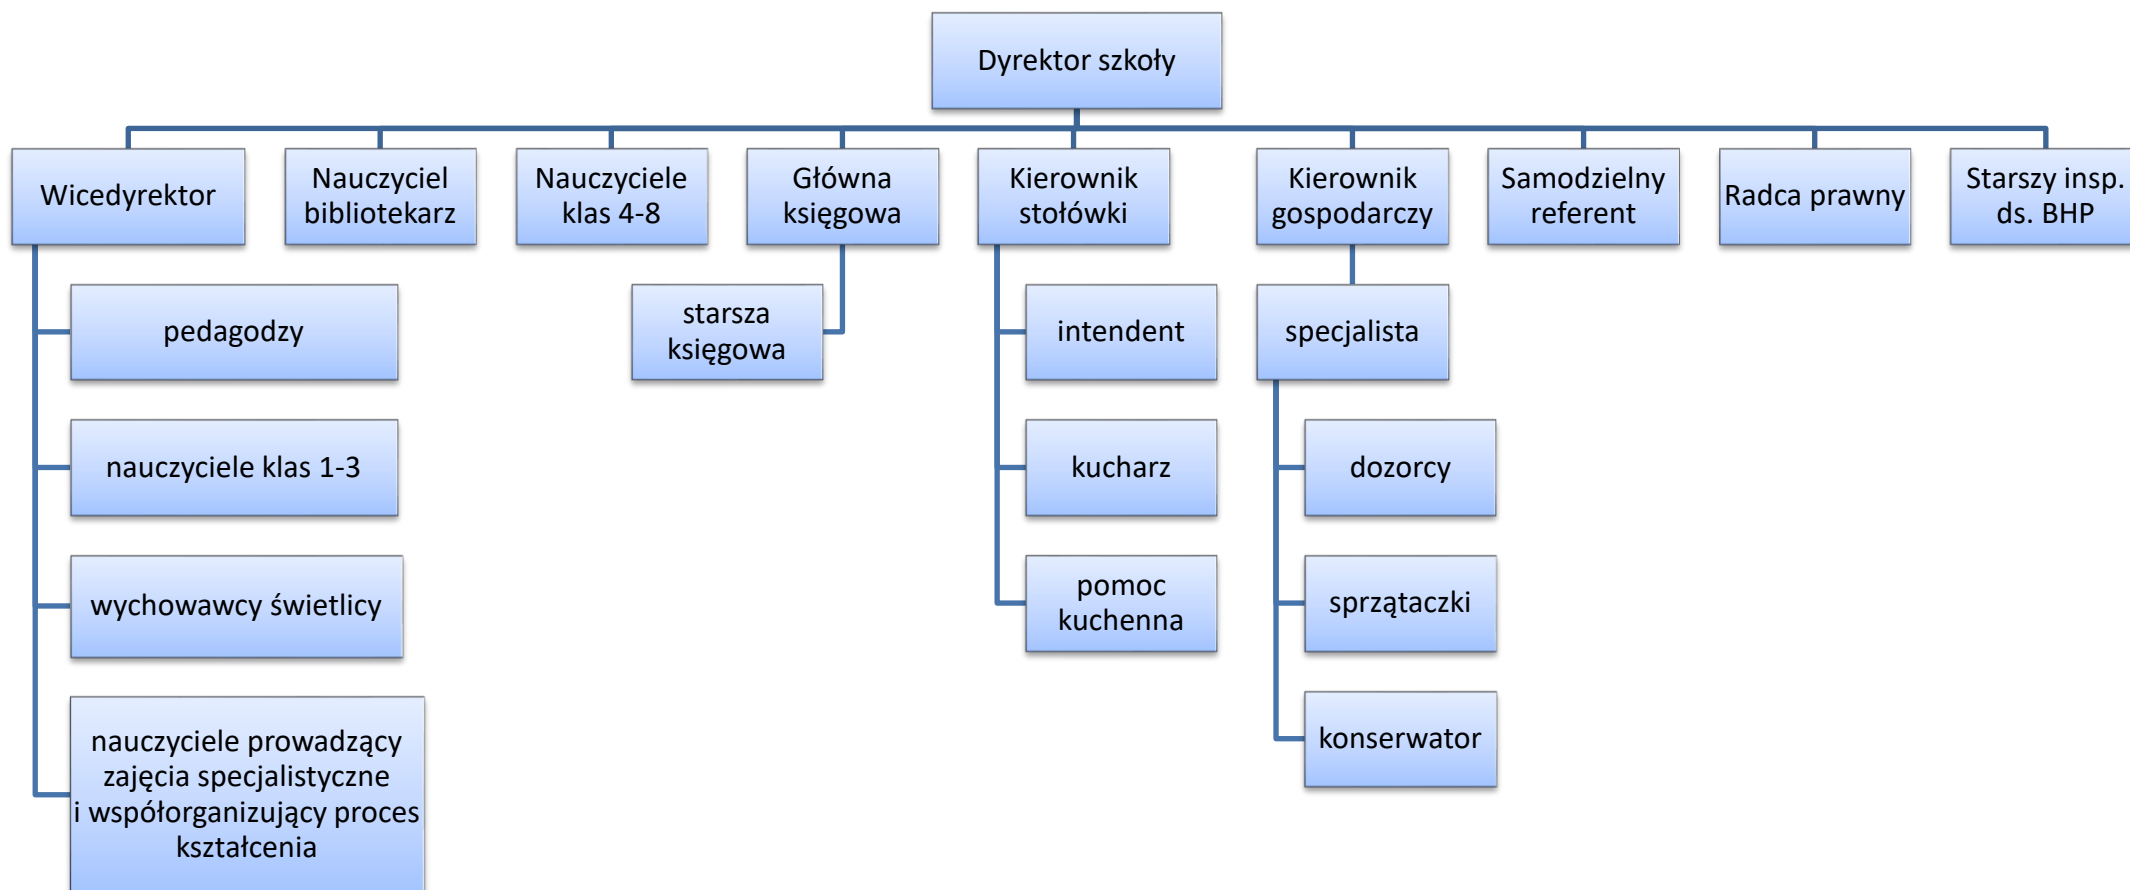 Dyrektor szkoły
Wicedyrektor
Nauczyciel
bibliotekarz
Nauczyciele
klas 4-8
Główna
księgowa
Kierownik
stołówki
Kierownik
gospodarczy
Samodzielny
referent
Radca prawny
Starszy insp.
ds. BHP
pedagodzy
nauczyciele klas 1-3
wychowawcy świetlicy
nauczyciele prowadzący
zajęcia specjalistyczne
i współorganizujący proces
kształcenia
starsza
księgowa
intendent
kucharz
pomoc
kuchenna
specjalista
dozorcy
sprzątaczki
konserwator